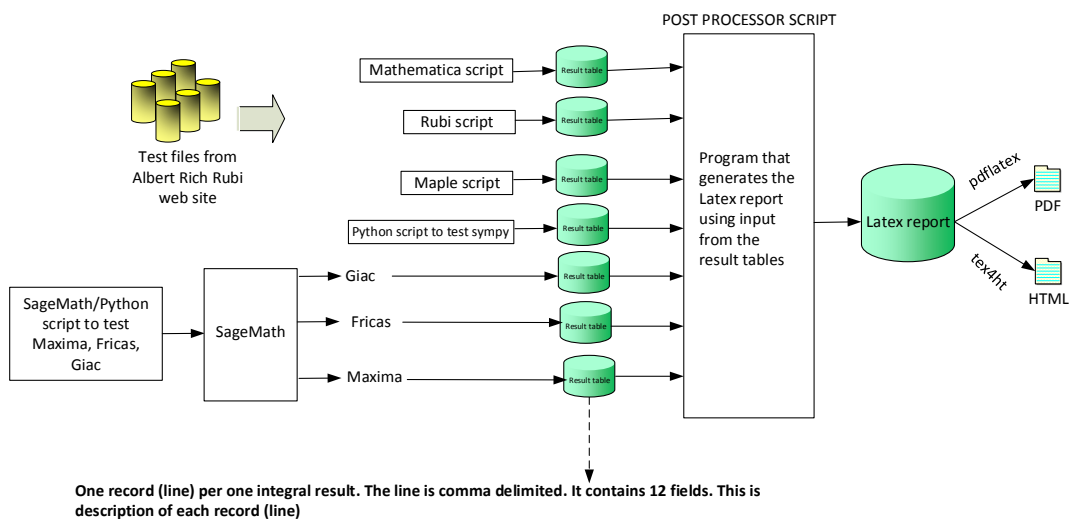 POST PROCESSOR SCRIPT
Mathematica script
Result table
Rubi script
Result table
Test files from
Albert Rich Rubi
web site
Maple script
Result table
Python script to test sympy
Result table
Giac
Result table
SageMath/Python
script to test
Maxima, Fricas,
Giac
SageMath
Fricas
Result table
Maxima
Result table
Program that
generates the
Latex report
using input
from the
result tables
Latex report
pdflatex
PDF
tex4ht
HTML
One record (line) per one integral result. The line is comma delimited. It contains 12 fields. This is
description of each record (line)